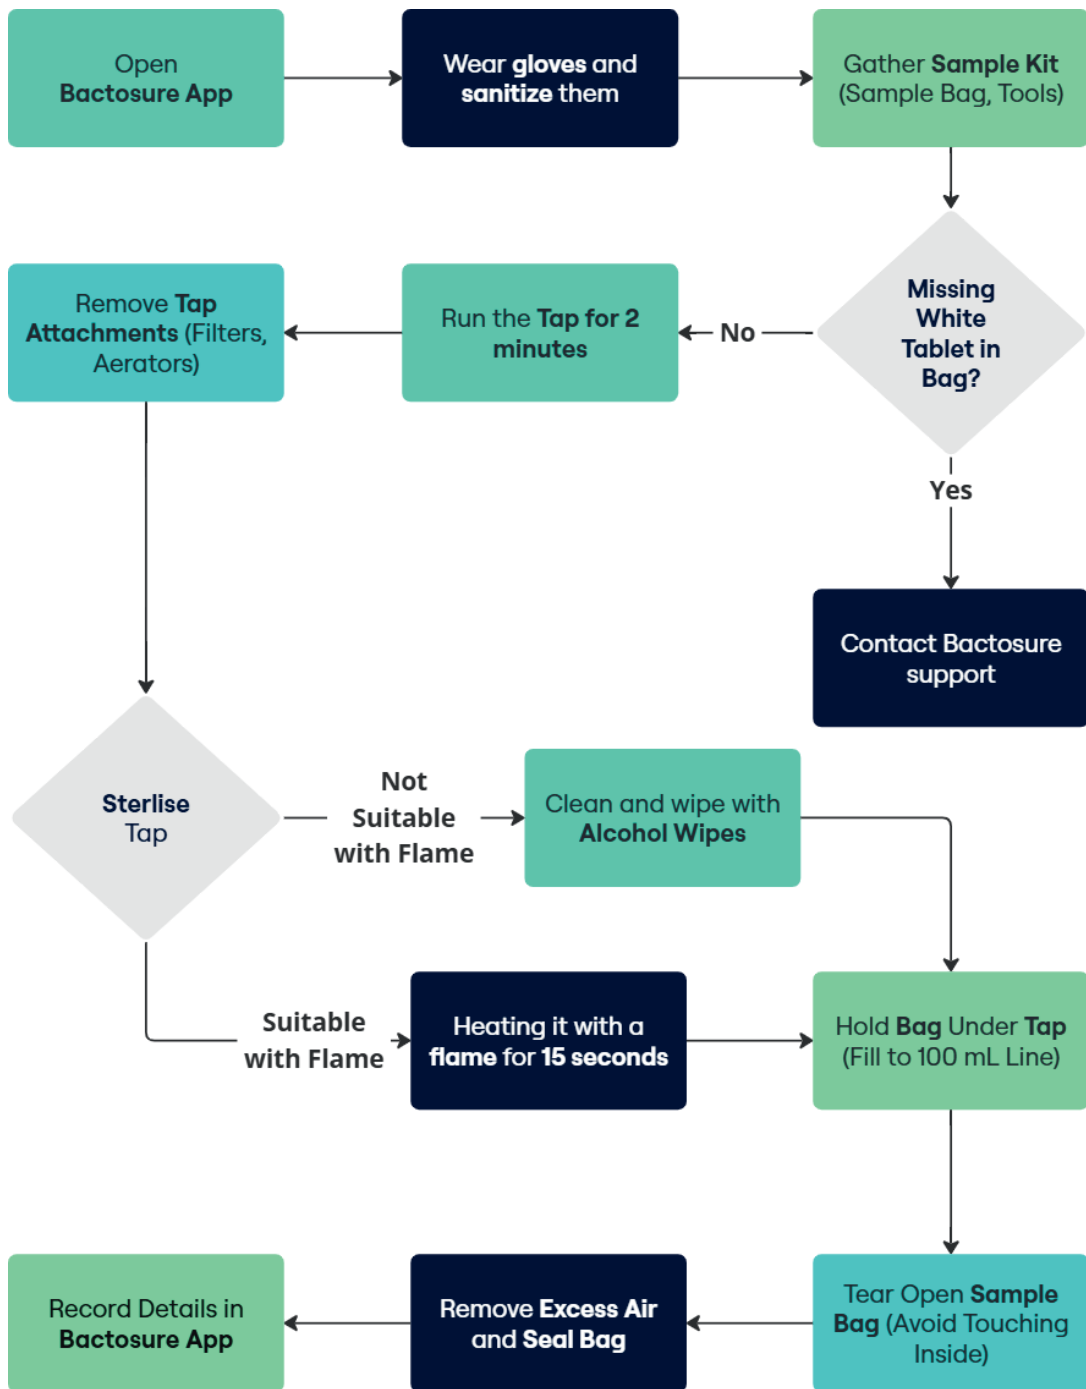 Open
Bactosure App
Wear gloves and
sanitize them
Gather Sample Kit
(Sample Bag, Tools)
Missing
White
Tablet in
Bag?
No
Run the Tap for 2
minutes
Remove Tap
Attachments (Filters,
Aerators)
Yes
Contact Bactosure
support
Sterlise
Tap
Not
Suitable
with Flame
Clean and wipe with
Alcohol Wipes
Suitable
with Flame
Heating it with a
flame for 15 seconds
Hold Bag Under Tap
(Fill to 100 mL Line)
Tear Open Sample
Bag (Avoid Touching
Inside)
Remove Excess Air
and Seal Bag
Record Details in
Bactosure App